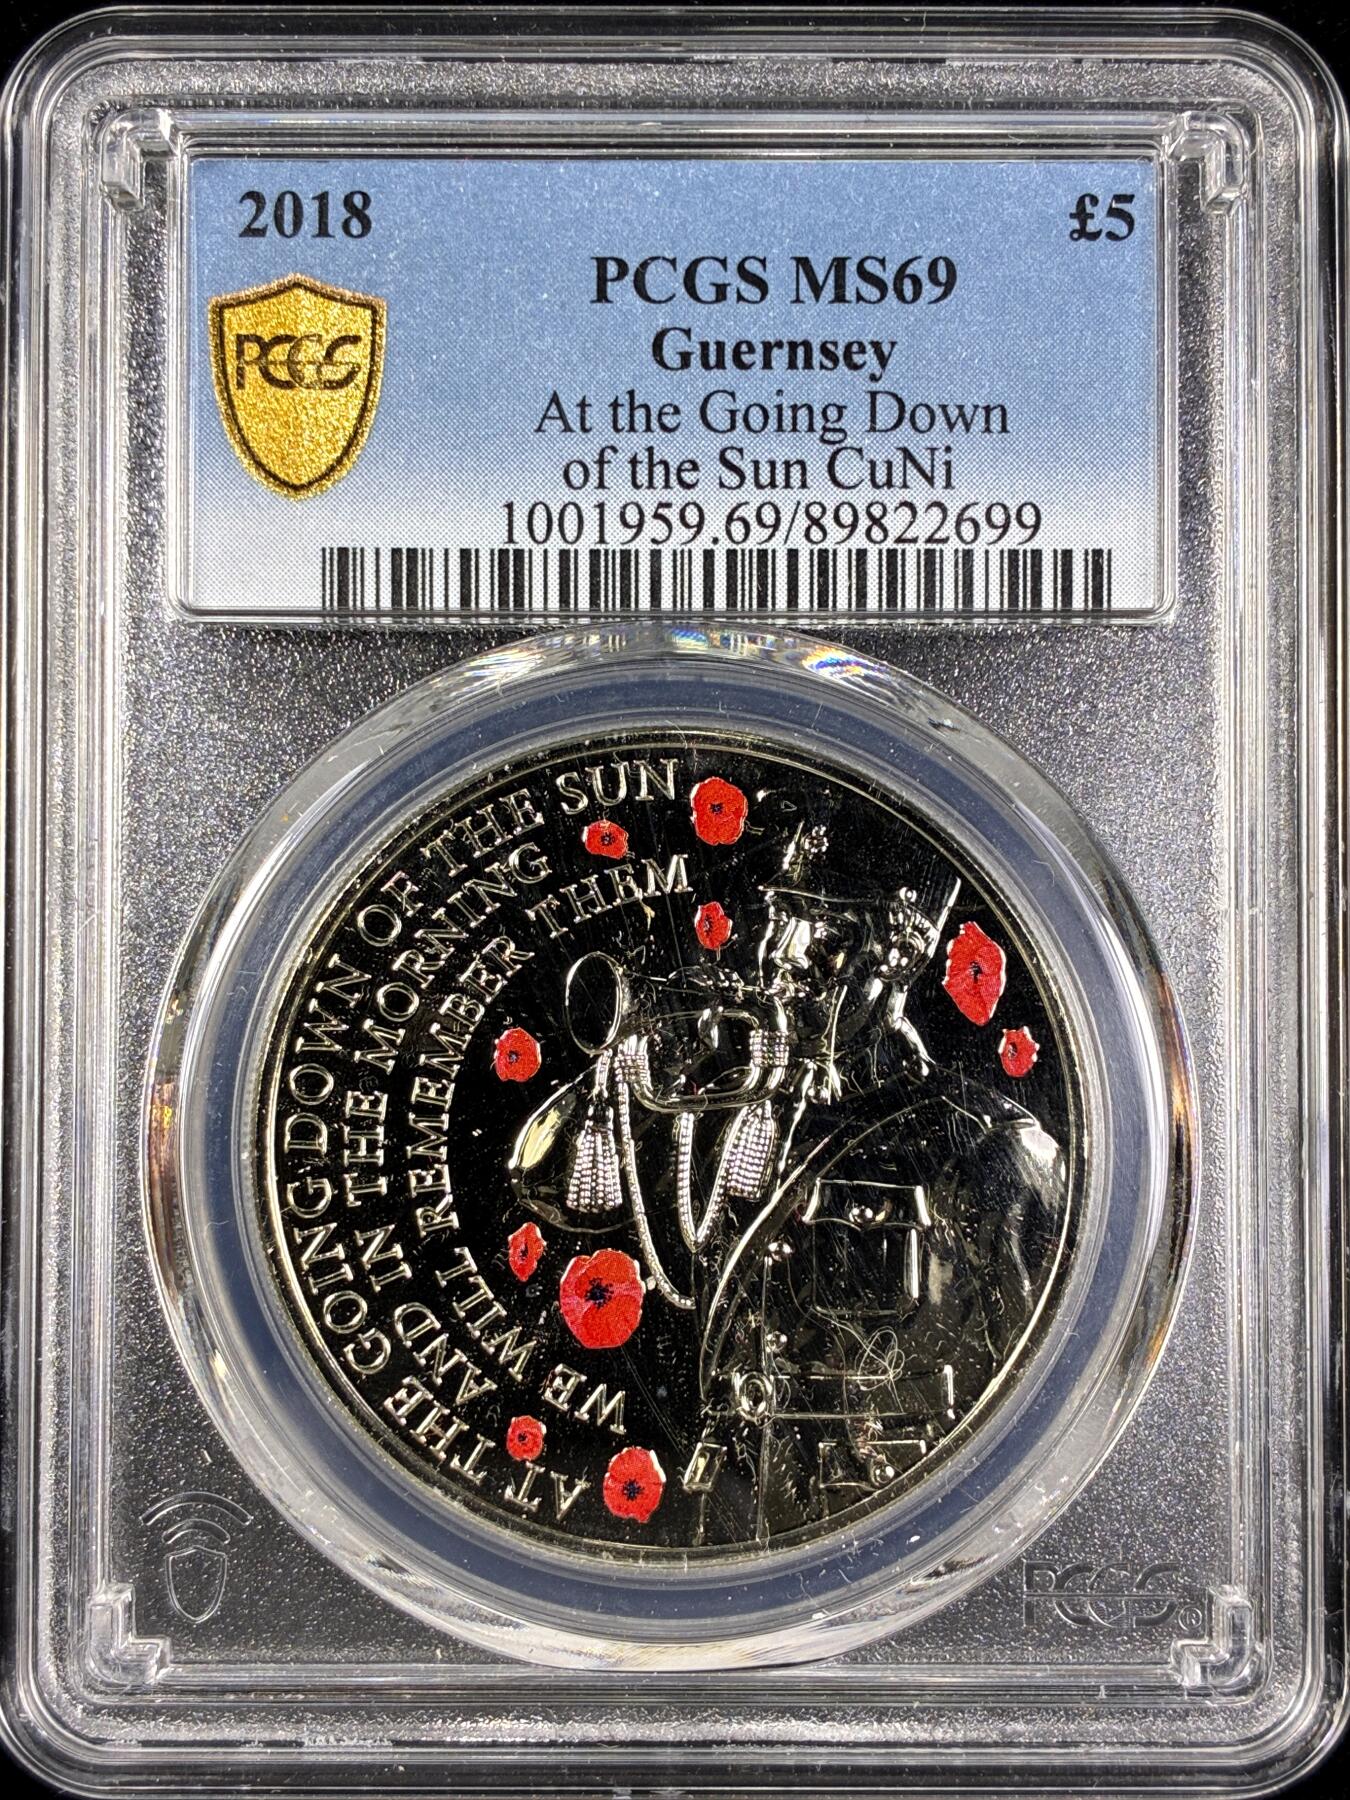 2018
£5
PCGS MS69
Guernsey
At the Going Down
of the Sun CuNi
1001959.69/89822699
PCGS
AT THE GOING DOWN OF THE SUN
AND IN THE MORNING
WE WILL REMEMBER THEM
PCGS®